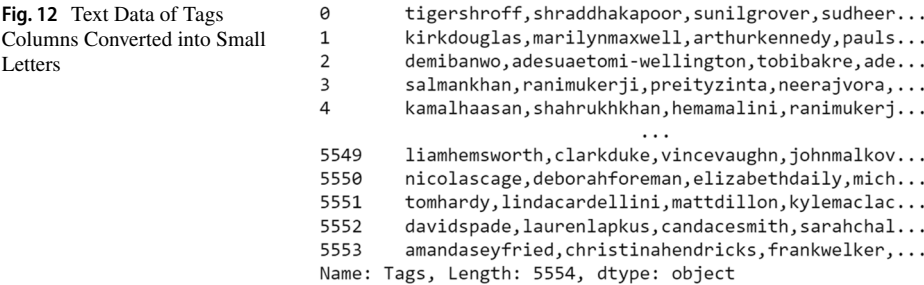 Fig. 12 Text Data of Tags
Columns Converted into Small
Letters
0 tigershroff,shraddhakapoor,sunilgrover,sudheer...
1 kirkdouglas,marilynmaxwell,arthurkennedy,pauls...
2 demibanwo,adesuaetomi-wellington,tobibakre,ade...
3 salmankhan,ranimukerji,preityzinta,neerajvora,...
4 kamalhaasan,shahrukhkhan,hemamalini,ranimukerj...
...
5549 liamhemsworth,clarkduke,vincevaughn,johnmalkov...
5550 nicolascage,deborahforeman,elizabethdaily,mich...
5551 tomhardy,lindacardellini,mattdillon,kylemaclac...
5552 davidspade,laurenlapkus,candacesmith,sarahchal...
5553 amandaseyfried,christinahendricks,frankwelker,...
Name: Tags, Length: 5554, dtype: object